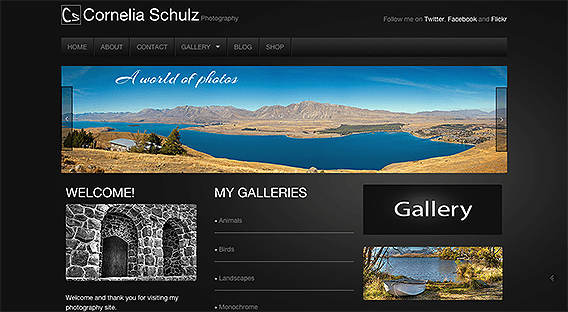 Cs Cornelia Schulz Photography
Follow me on Twitter, Facebook and Flickr
HOME ABOUT CONTACT GALLERY BLOG SHOP
A world of photos
WELCOME!
Welcome and thank you for visiting my
photography site.
MY GALLERIES
• Animals
• Birds
• Landscapes
• Monochrome
Gallery